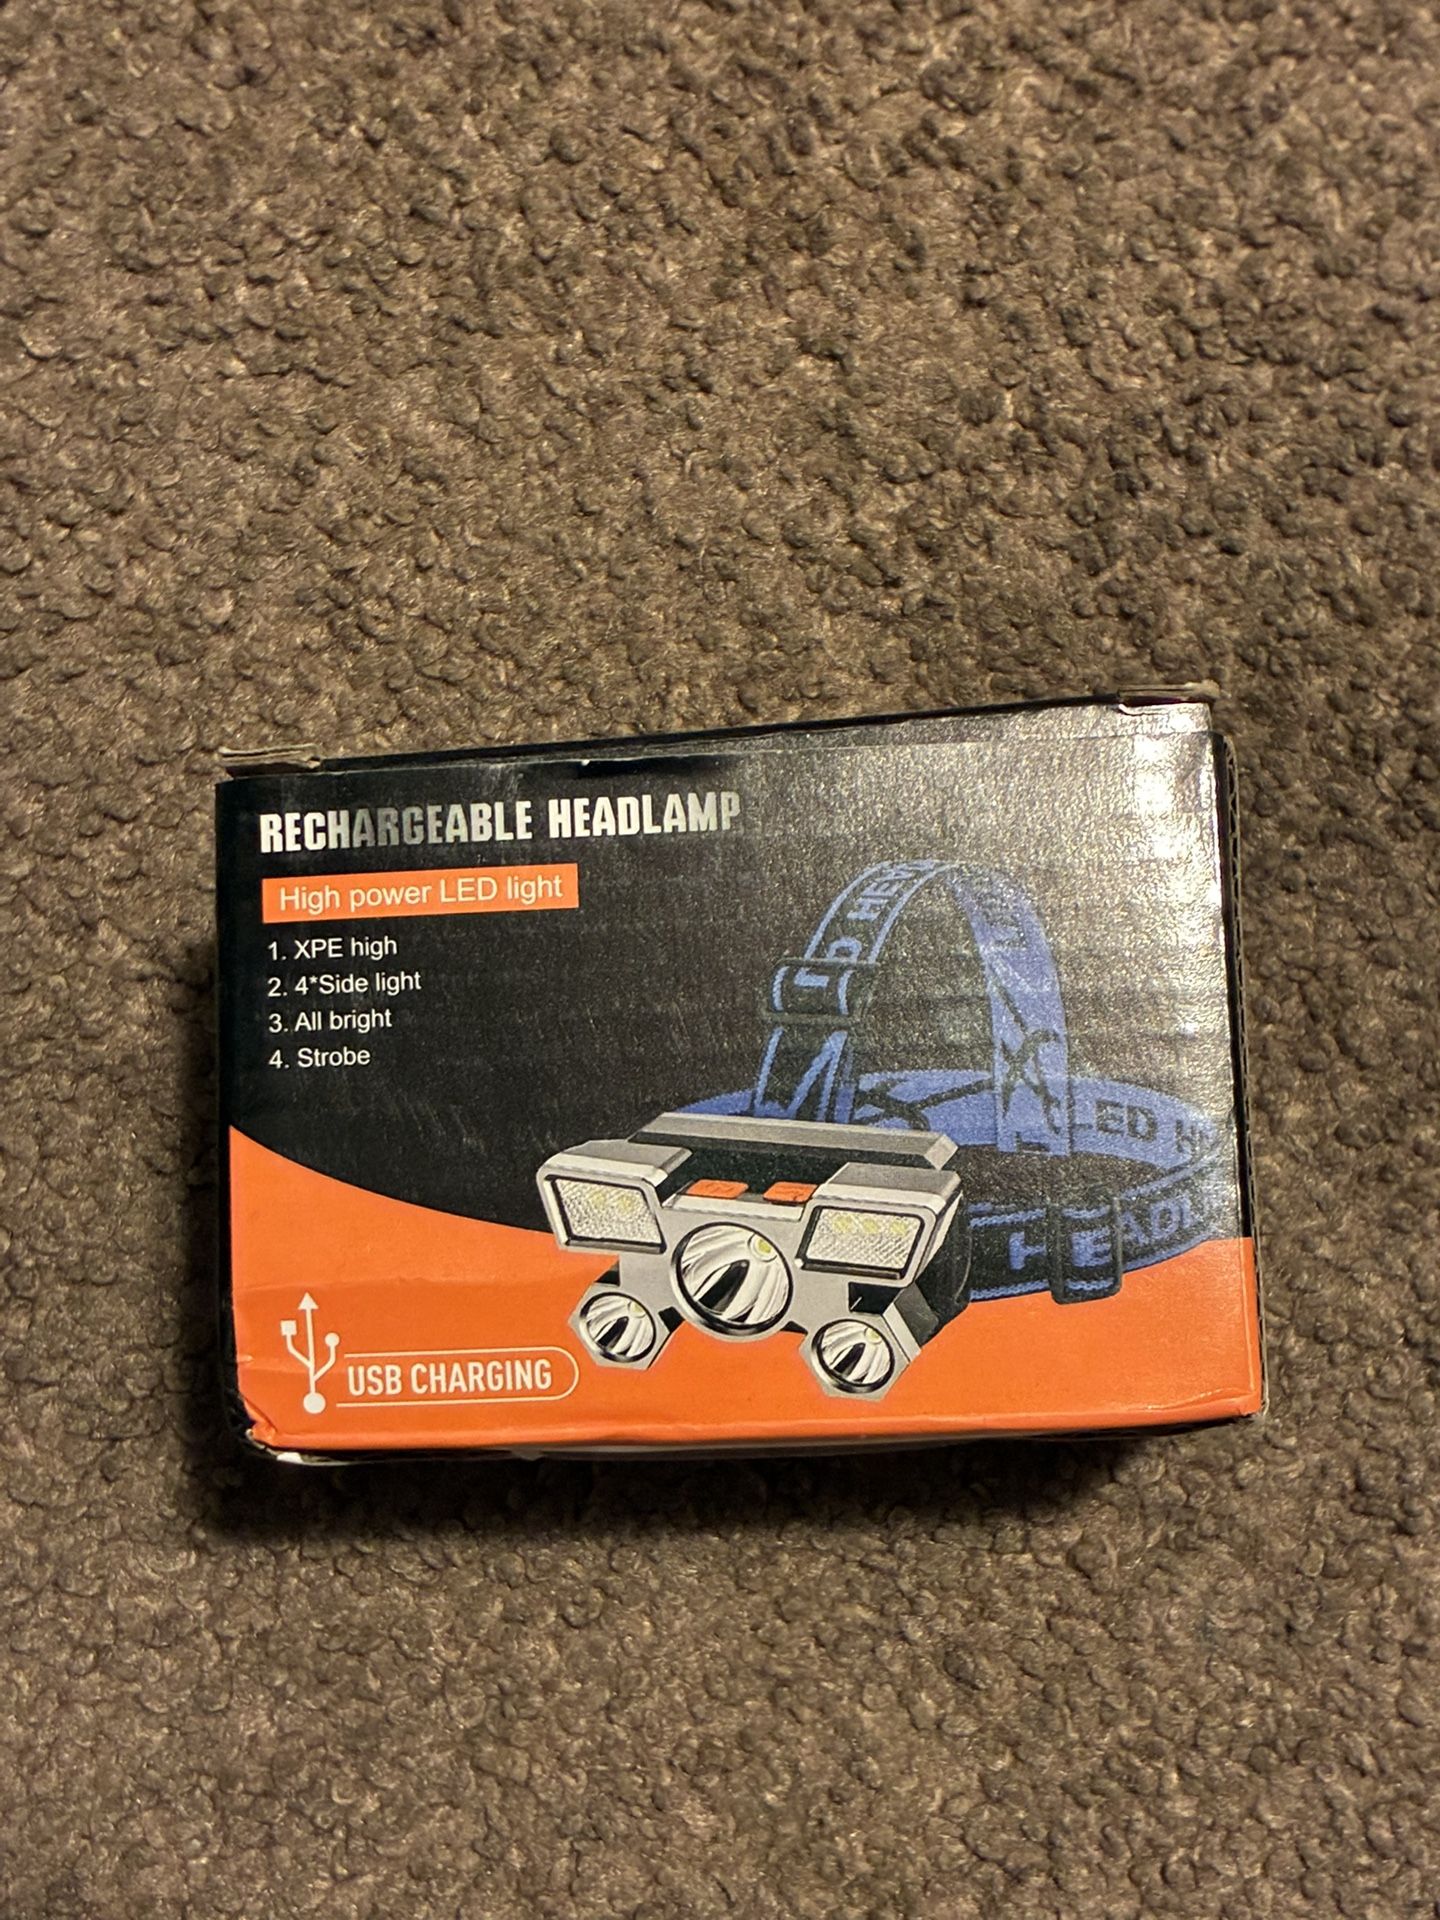 RECHARGEABLE HEADLAMP
High power LED light
1. XPE high
2. 4*Side light
3. All bright
4. Strobe
LED
USB CHARGING